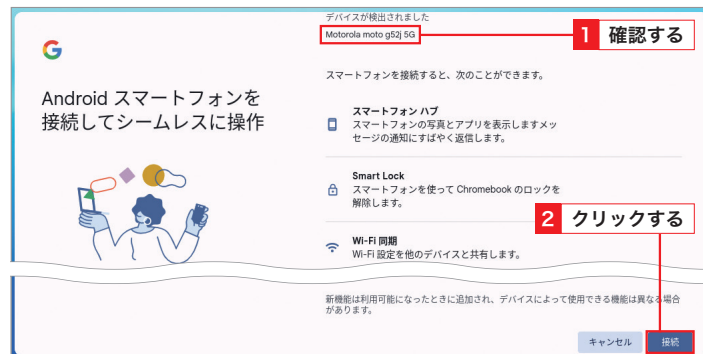 デバイスが検出されました
Motorola moto g52j 5G
1 確認する
Android スマートフォンを
接続してシームレスに操作
スマートフォンを接続すると、次のことができます。
スマートフォン ハブ
スマートフォンの写真とアプリを表示しますメッ
セージの通知にすばやく返信します。
Smart Lock
スマートフォンを使って Chromebook のロックを
解除します。
2 クリックする
Wi-Fi 同期
Wi-Fi 設定を他のデバイスと共有します。
新機能は利用可能になったときに追加され、デバイスによって使用できる機能は異なる場合
があります。
キャンセル
接続